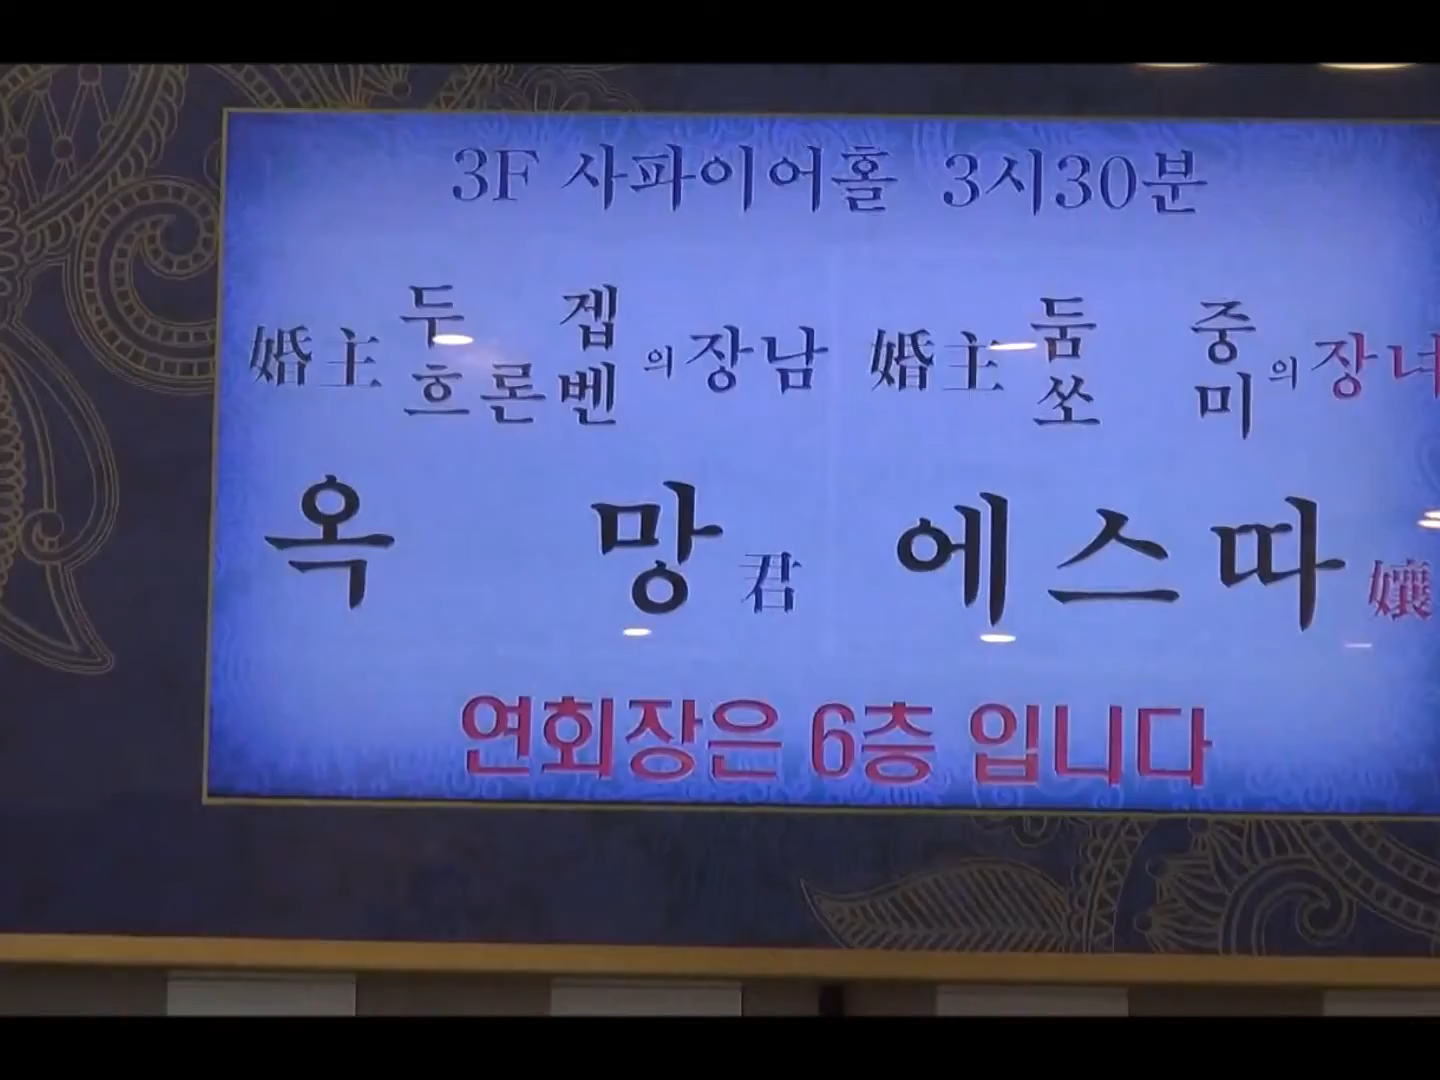 3F 사파이어홀 3시30분
婚主 두 겝 의 장남 婚主 둠 중 의 장녀
흐론벤 쏘 미
옥 망 君 에스따 孃
연회장은 6층 입니다